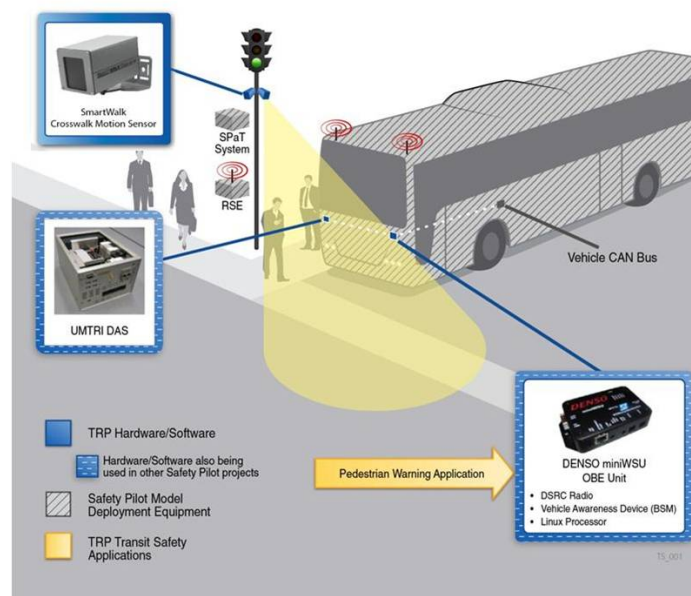 SmartWalk
Crosswalk Motion Sensor
SPaT
System
RSE
Vehicle CAN Bus
UMTRI DAS
DENSO
DENSO miniWSU
OBE Unit
• DSRC Radio
• Vehicle Awareness Device (BSM)
• Linux Processor
Pedestrian Warning Application
TRP Hardware/Software
Hardware/Software also being
used in other Safety Pilot projects
Safety Pilot Model
Deployment Equipment
TRP Transit Safety
Applications
TS_001